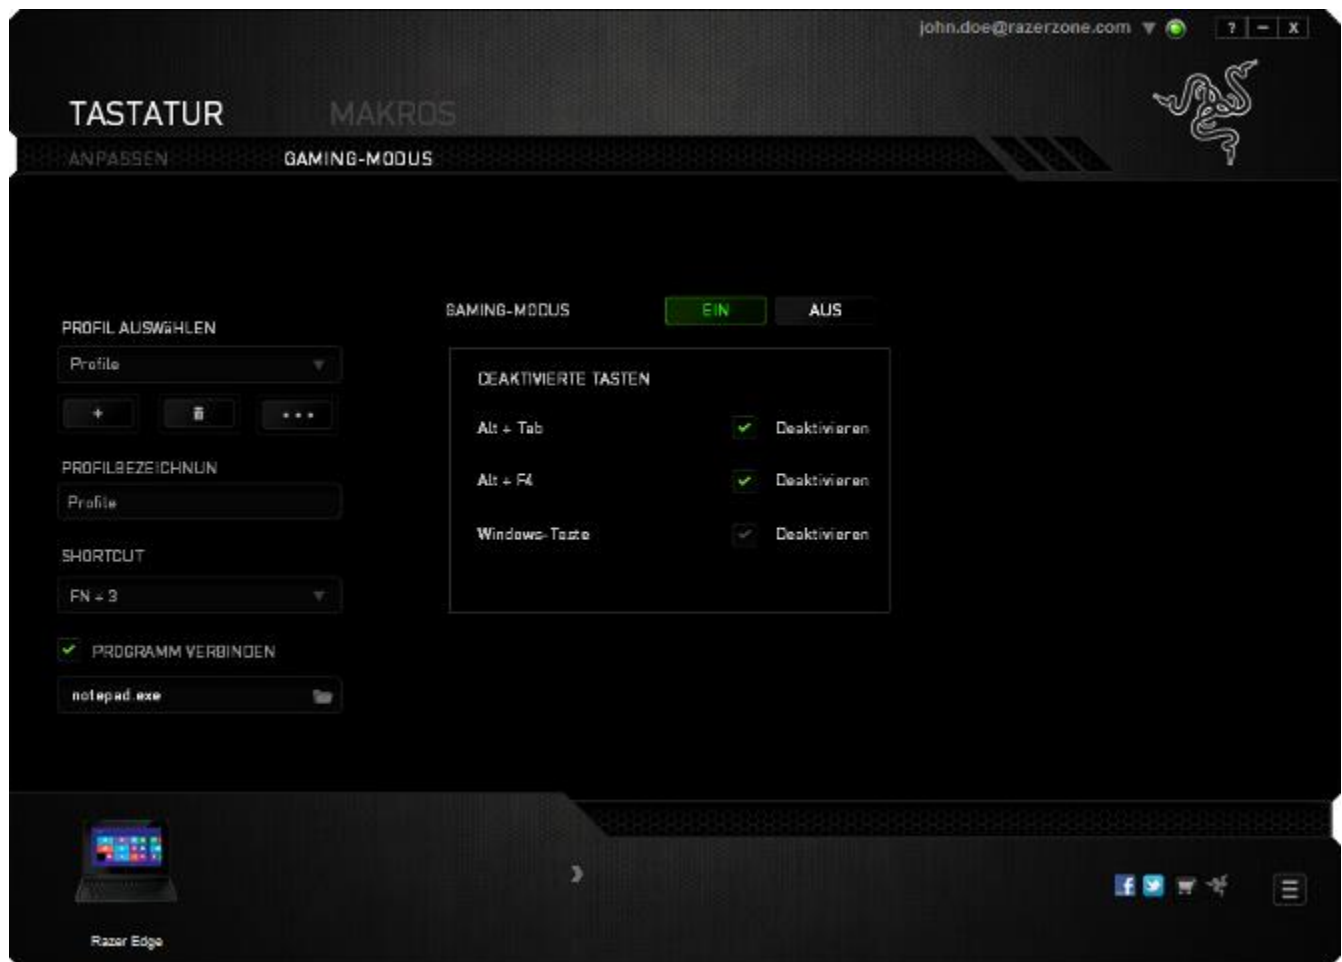 john.doe@razerzone.com
? – X
TASTATUR MAKROS
ANPASSEN GAMING-MODUS
GAMING-MODUS EIN AUS
PROFIL AUSWäHLEN
Profile
DEAKTIVIERTE TASTEN
+ •••
Alt + Tab Deaktivieren
PROFILBEZEICHNUN
Alt + F4 Deaktivieren
Profile
Windows-Taste Deaktivieren
SHORTCUT
FN + 3
PROGRAMM VERBINDEN
notepad.exe
Razer Edge